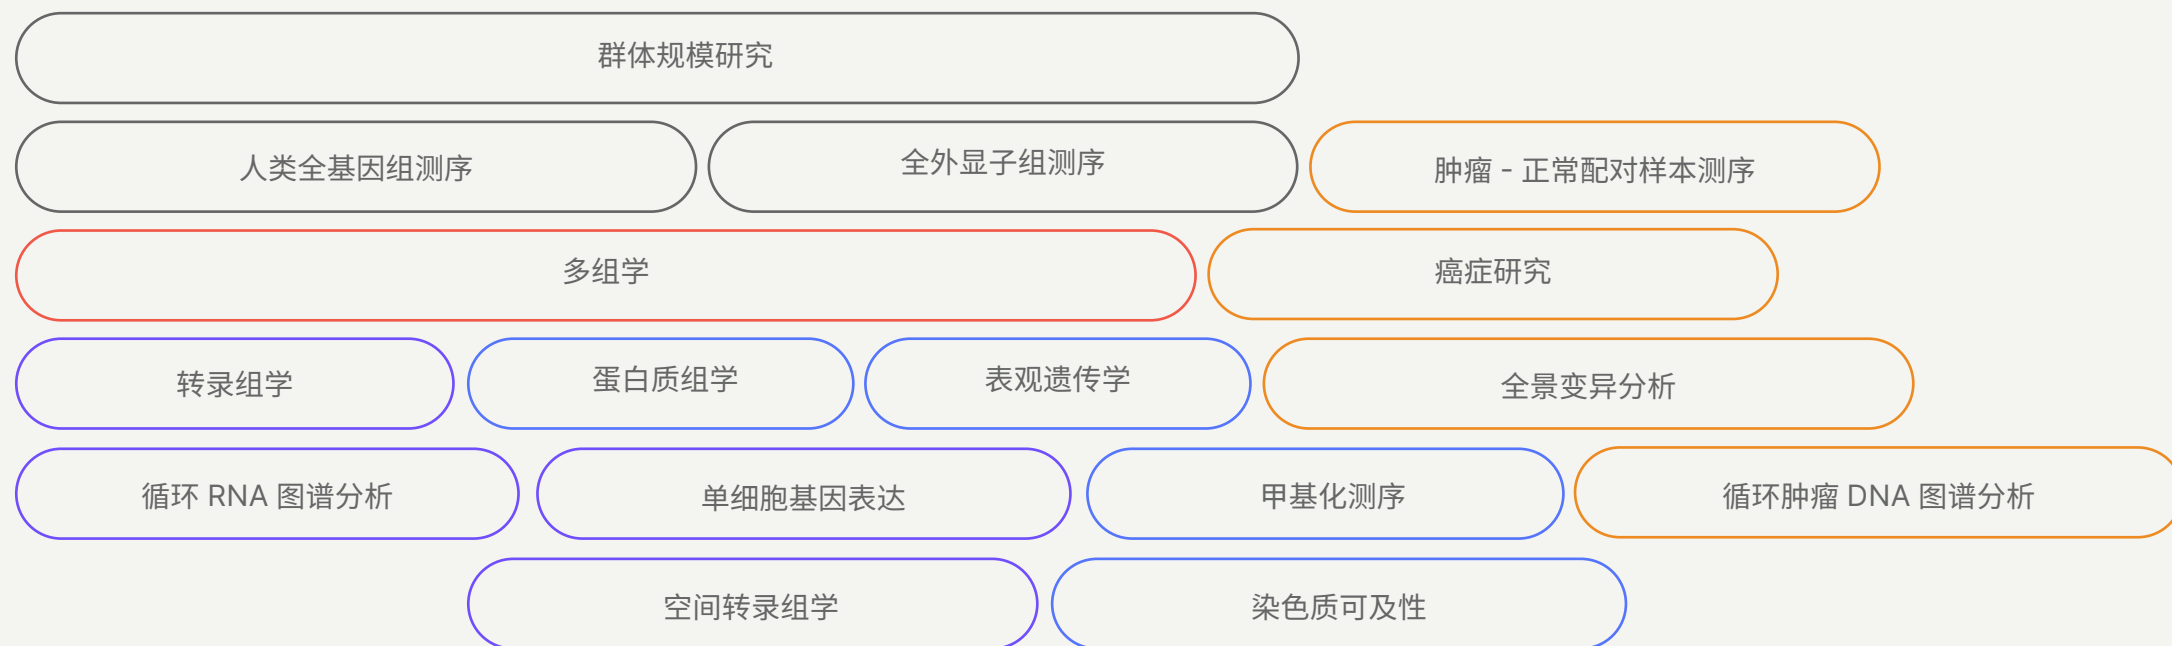 群体规模研究
人类全基因组测序
全外显子组测序
肿瘤 - 正常配对样本测序
多组学
癌症研究
转录组学
蛋白质组学
表观遗传学
全景变异分析
循环 RNA 图谱分析
单细胞基因表达
甲基化测序
循环肿瘤 DNA 图谱分析
空间转录组学
染色质可及性